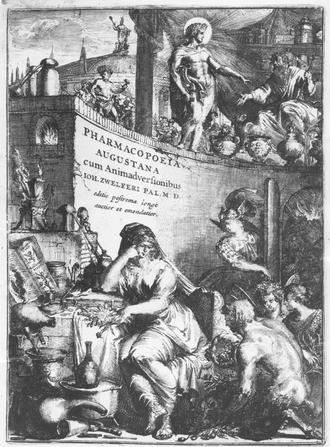 PHARMACOPOEIA
AUGUSTANA
cum Animadversionibus
IOH. ZWELFERI PAL. M. D.
editio postrema longè
auctior et emendatior.